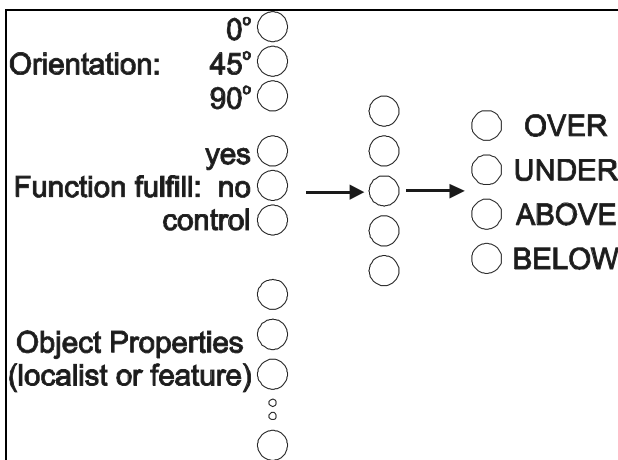 0°
Orientation: 45°
90°
yes
Function fulfill: no
control
Object Properties
(localist or feature)
OVER
UNDER
ABOVE
BELOW